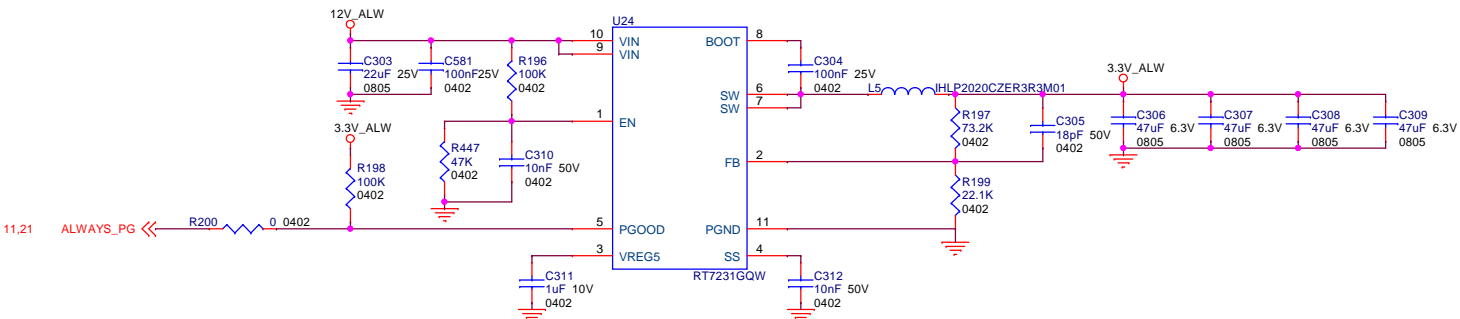 12V_ALW
U24
10 VIN
9 VIN
BOOT 8
C303
22uF 25V
0805
C581
100nF25V
0402
R196
100K
0402
C304
100nF 25V
0402
SW 6
SW 7
L5 IHLP2020CZER3R3M01
3.3V_ALW
1 EN
3.3V_ALW
R447
47K
0402
C310
10nF 50V
0402
R197
73.2K
0402
C305
18pF 50V
0402
C306
47uF 6.3V
0805
C307
47uF 6.3V
0805
C308
47uF 6.3V
0805
C309
47uF 6.3V
0805
FB 2
R198
100K
0402
R199
22.1K
0402
11,21 ALWAYS_PG R200 0 0402
5 PGOOD
PGND 11
3 VREG5
SS 4
RT7231GQW
C311
1uF 10V
0402
C312
10nF 50V
0402